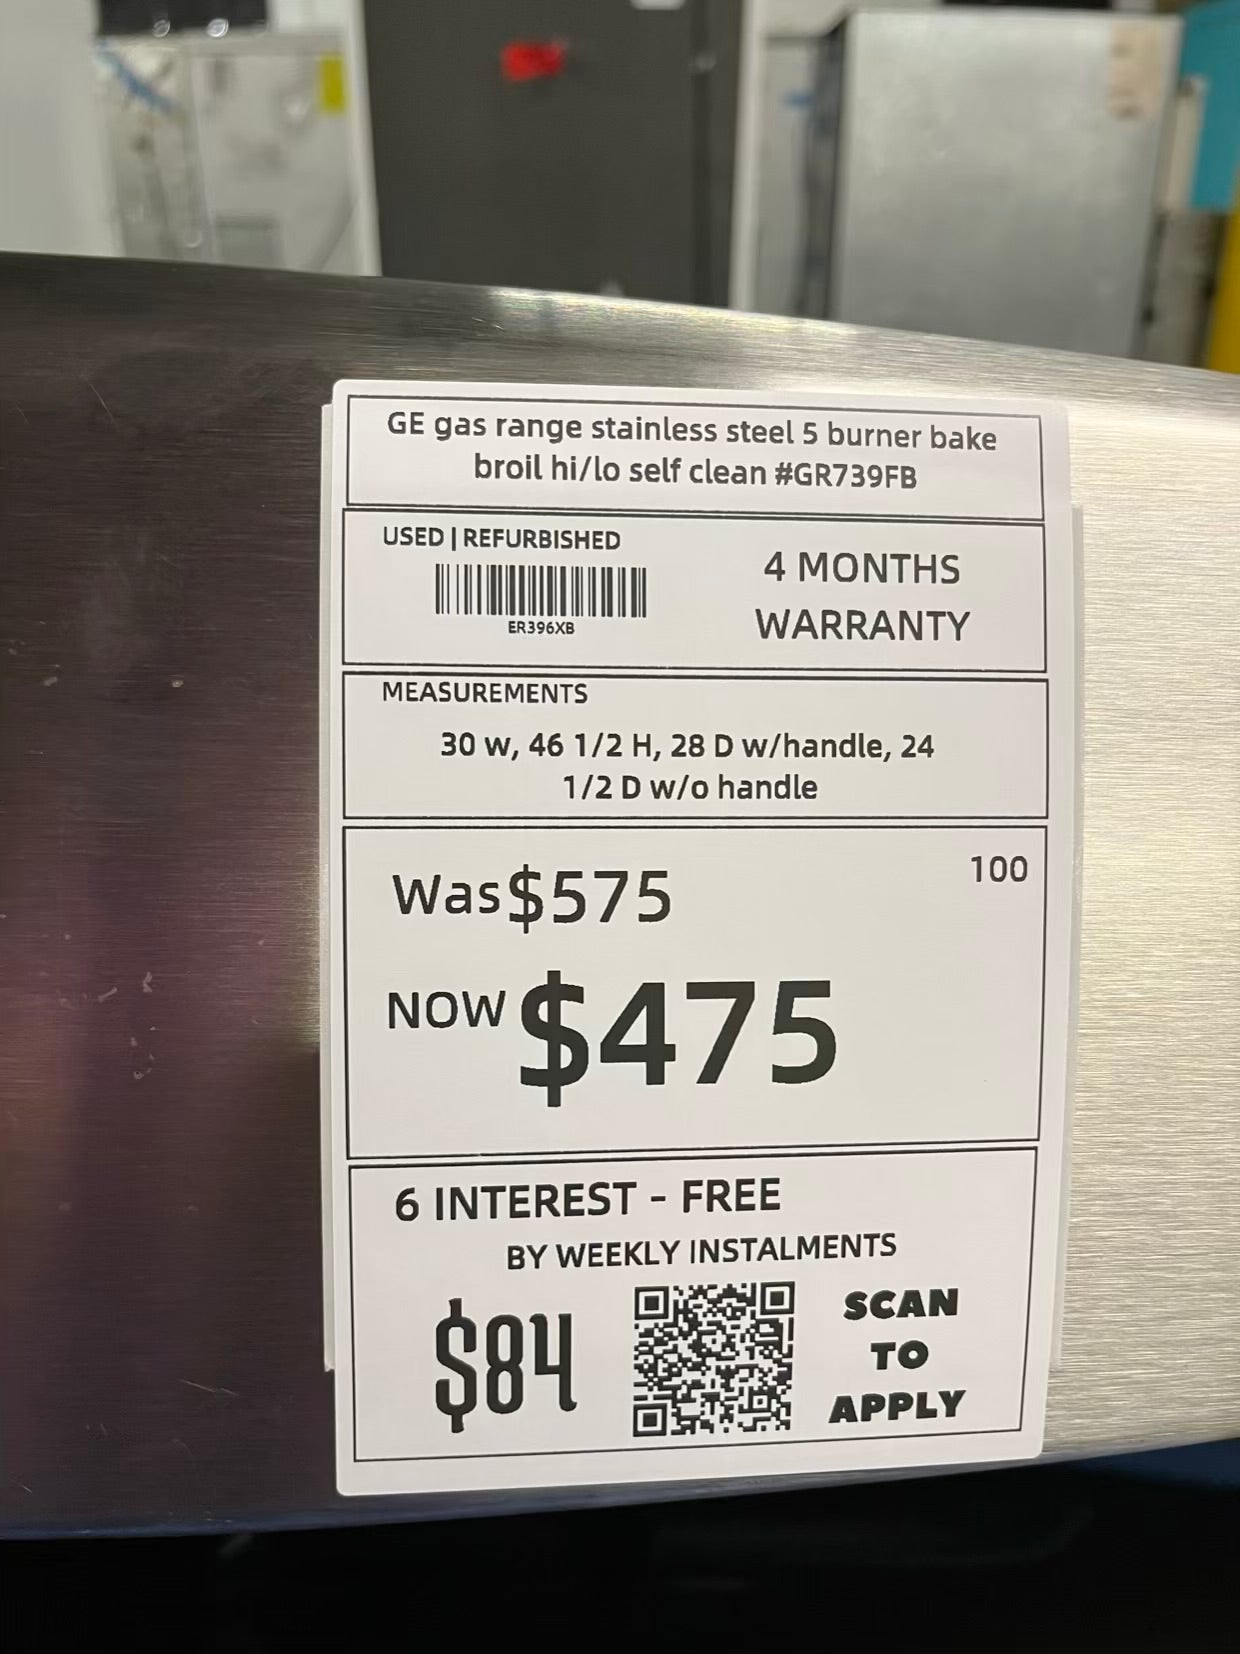 GE gas range stainless steel 5 burner bake
broil hi/lo self clean #GR739FB
USED | REFURBISHED
ER396XB
4 MONTHS
WARRANTY
MEASUREMENTS
30 w, 46 1/2 H, 28 D w/handle, 24
1/2 D w/o handle
100
Was $575
NOW $475
6 INTEREST - FREE
BY WEEKLY INSTALMENTS
$84
SCAN
TO
APPLY